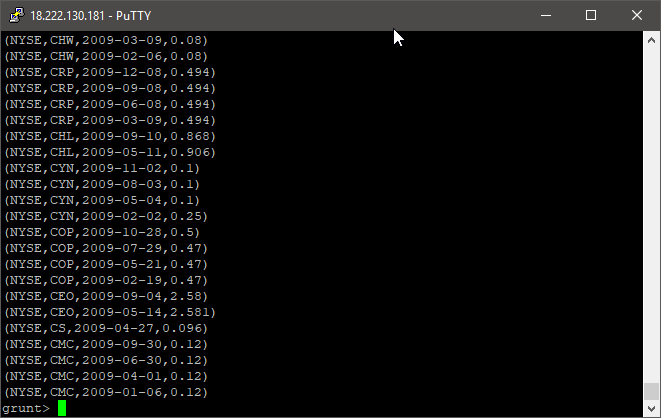 18.222.130.181 - PuTTY
(NYSE,CHW,2009-03-09,0.08)
(NYSE,CHW,2009-02-06,0.08)
(NYSE,CRP,2009-12-08,0.494)
(NYSE,CRP,2009-09-08,0.494)
(NYSE,CRP,2009-06-08,0.494)
(NYSE,CRP,2009-03-09,0.494)
(NYSE,CHL,2009-09-10,0.868)
(NYSE,CHL,2009-05-11,0.906)
(NYSE,CYN,2009-11-02,0.1)
(NYSE,CYN,2009-08-03,0.1)
(NYSE,CYN,2009-05-04,0.1)
(NYSE,CYN,2009-02-02,0.25)
(NYSE,COP,2009-10-28,0.5)
(NYSE,COP,2009-07-29,0.47)
(NYSE,COP,2009-05-21,0.47)
(NYSE,COP,2009-02-19,0.47)
(NYSE,CEO,2009-09-04,2.58)
(NYSE,CEO,2009-05-14,2.581)
(NYSE,CS,2009-04-27,0.096)
(NYSE,CMC,2009-09-30,0.12)
(NYSE,CMC,2009-06-30,0.12)
(NYSE,CMC,2009-04-01,0.12)
(NYSE,CMC,2009-01-06,0.12)
grunt>